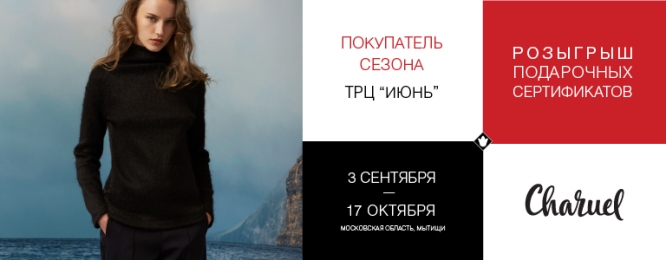 ПОКУПАТЕЛЬ
СЕЗОНА
ТРЦ “ИЮНЬ”
РОЗЫГРЫШ
ПОДАРОЧНЫХ
СЕРТИФИКАТОВ
3 СЕНТЯБРЯ
—
17 ОКТЯБРЯ
МОСКОВСКАЯ ОБЛАСТЬ, МЫТИЩИ
Charuel